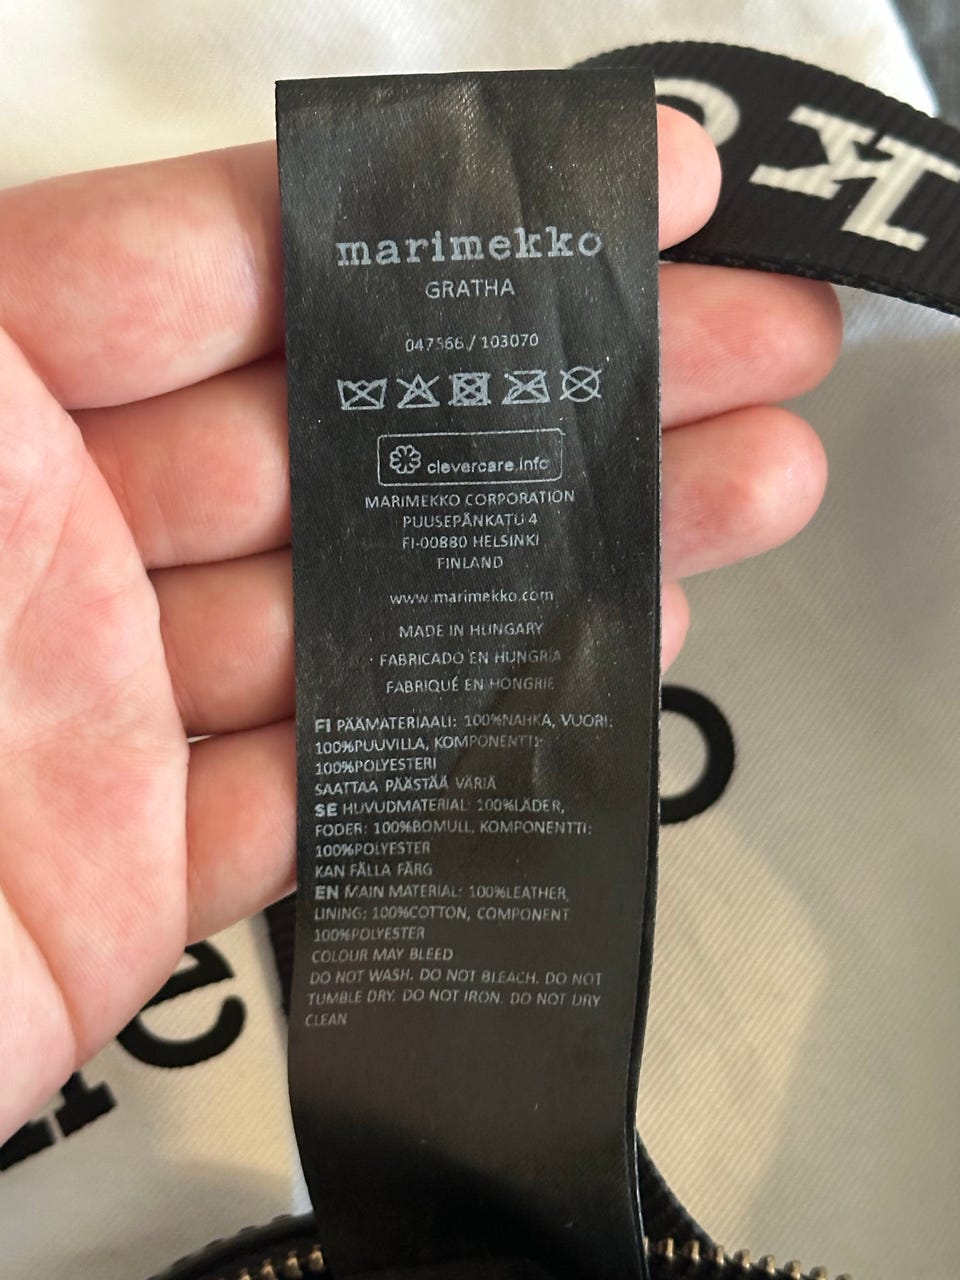 marimekko
GRATHA
047566 / 103070
clevercare.info
MARIMEKKO CORPORATION
PUUSEPÄNKATU 4
FI-00880 HELSINKI
FINLAND
www.marimekko.com
MADE IN HUNGARY
FABRICADO EN HUNGRIA
FABRIQUÉ EN HONGRIE
FI PÄÄMATERIAALI: 100%NAHKA, VUORI:
100%PUUVILLA, KOMPONENTTI:
100%POLYESTERI
SAATTAA PÄÄSTÄÄ VÄRIÄ
SE HUVUDMATERIAL: 100%LÄDER,
FODER: 100%BOMULL, KOMPONENTTI:
100%POLYESTER
KAN FÄLLA FÄRG
EN MAIN MATERIAL: 100%LEATHER,
LINING: 100%COTTON, COMPONENT
100%POLYESTER
COLOUR MAY BLEED
DO NOT WASH. DO NOT BLEACH. DO NOT
TUMBLE DRY. DO NOT IRON. DO NOT DRY
CLEAN